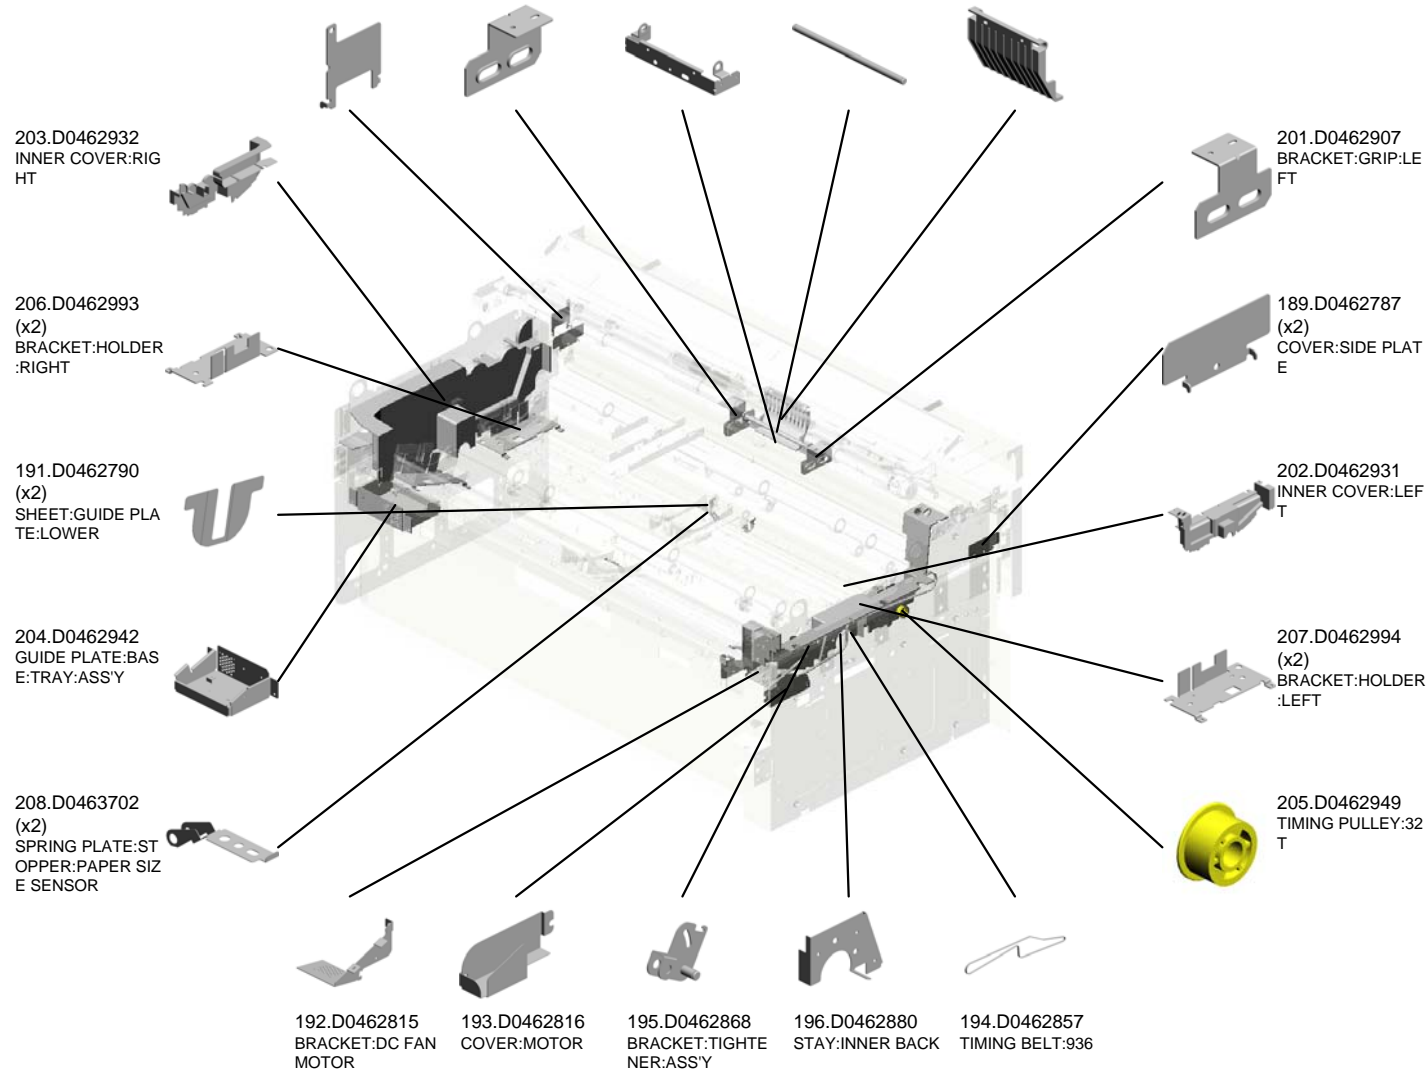 203.D0462932
INNER COVER:RIG
HT
201.D0462907
BRACKET:GRIP:LE
FT
206.D0462993
(x2)
BRACKET:HOLDER
:RIGHT
189.D0462787
(x2)
COVER:SIDE PLAT
E
191.D0462790
(x2)
SHEET:GUIDE PLA
TE:LOWER
202.D0462931
INNER COVER:LEF
T
204.D0462942
GUIDE PLATE:BAS
E:TRAY:ASS'Y
207.D0462994
(x2)
BRACKET:HOLDER
:LEFT
208.D0463702
(x2)
SPRING PLATE:ST
OPPER:PAPER SIZ
E SENSOR
205.D0462949
TIMING PULLEY:32
T
192.D0462815
BRACKET:DC FAN
MOTOR
193.D0462816
COVER:MOTOR
195.D0462868
BRACKET:TIGHTE
NER:ASS'Y
196.D0462880
STAY:INNER BACK
194.D0462857
TIMING BELT:936